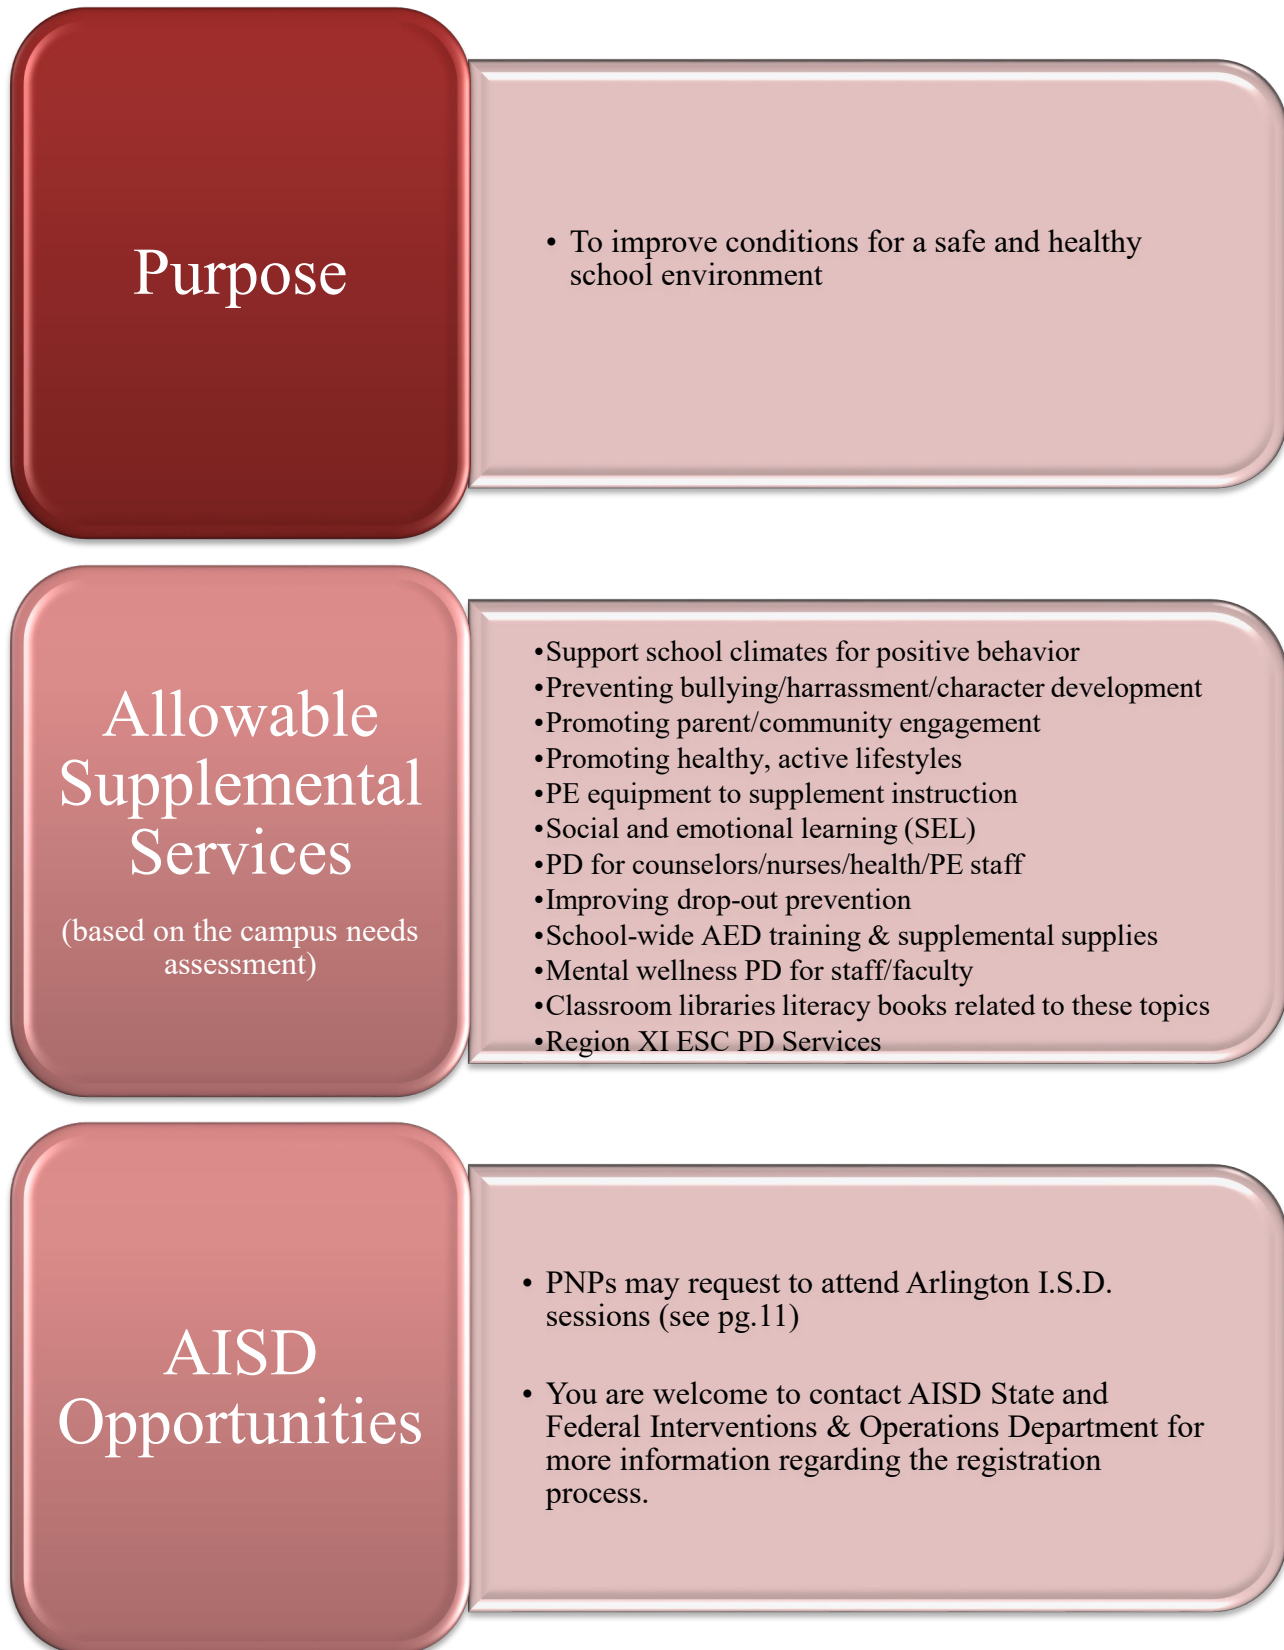 Purpose
• To improve conditions for a safe and healthy
school environment
Allowable
Supplemental
Services
(based on the campus needs
assessment)
•Support school climates for positive behavior
•Preventing bullying/harrassment/character development
•Promoting parent/community engagement
•Promoting healthy, active lifestyles
•PE equipment to supplement instruction
•Social and emotional learning (SEL)
•PD for counselors/nurses/health/PE staff
•Improving drop-out prevention
•School-wide AED training & supplemental supplies
•Mental wellness PD for staff/faculty
•Classroom libraries literacy books related to these topics
•Region XI ESC PD Services
AISD
Opportunities
• PNPs may request to attend Arlington I.S.D.
sessions (see pg.11)
• You are welcome to contact AISD State and
Federal Interventions & Operations Department for
more information regarding the registration
process.